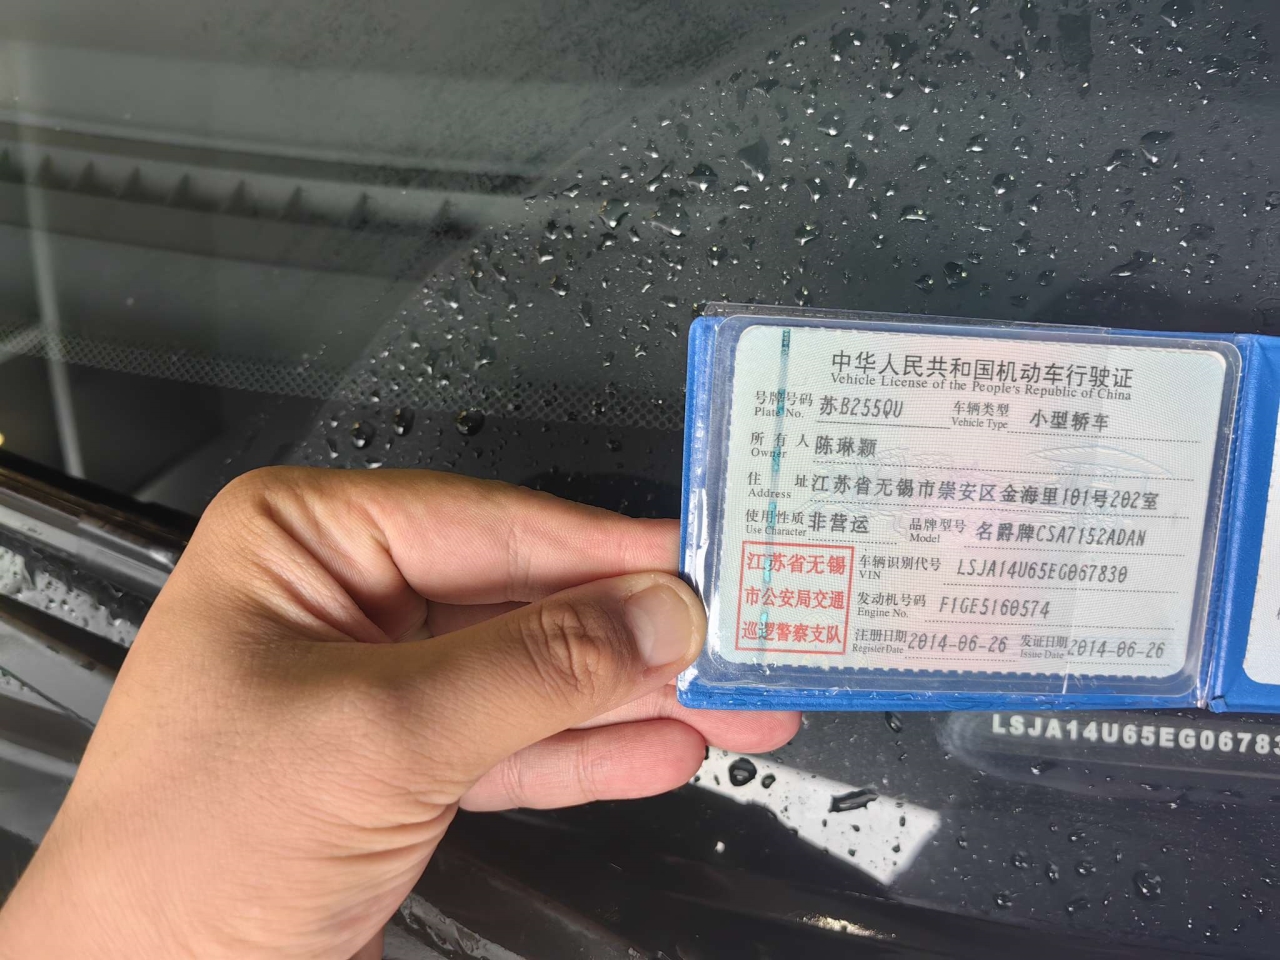 中华人民共和国机动车行驶证
Vehicle License of the People's Republic of China
号牌号码 苏B255QU 车辆类型 小型轿车
Plate No. Vehicle Type
所有人 陈琳颖
Owner
住址 江苏省无锡市崇安区金海里101号202室
Address
使用性质 非营运 品牌型号 名爵牌CSA7152ADAN
Use Character Model
江苏省无锡
市公安局交通
巡逻警察支队
车辆识别代号 LSJA14U65EG067830
VIN
发动机号码 F1GE5160574
Engine No.
注册日期 2014-06-26 发证日期 2014-06-26
Register Date Issue Date
LSJA14U65EG06783